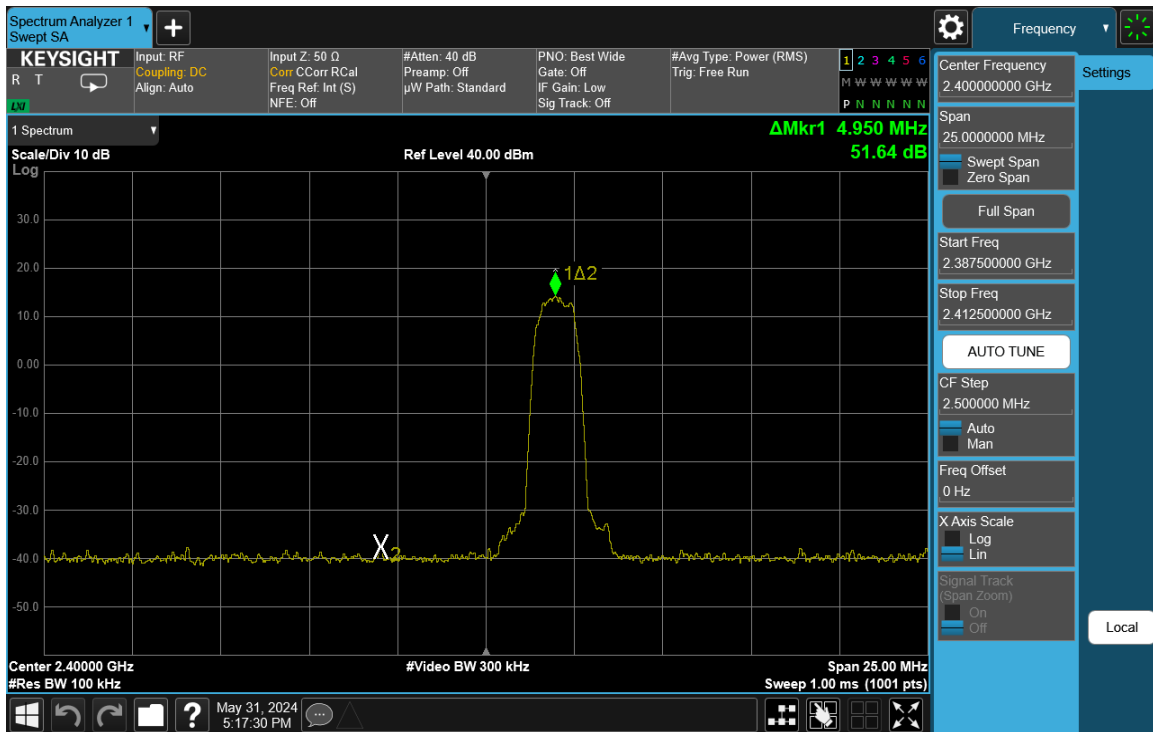 Spectrum Analyzer 1
Swept SA
+
Frequency
KEYSIGHT
R T
LXI
Input: RF
Coupling: DC
Align: Auto
Input Z: 50 Ω
Corr CCorr RCal
Freq Ref: Int (S)
NFE: Off
#Atten: 40 dB
Preamp: Off
µW Path: Standard
PNO: Best Wide
Gate: Off
IF Gain: Low
Sig Track: Off
#Avg Type: Power (RMS)
Trig: Free Run
1 2 3 4 5 6
M W W W W W
P N N N N N
1 Spectrum
Scale/Div 10 dB
Log
Ref Level 40.00 dBm
ΔMkr1 4.950 MHz
51.64 dB
30.0
20.0
10.0
0.00
-10.0
-20.0
-30.0
-40.0
-50.0
1Δ2
X2
Center 2.40000 GHz
#Res BW 100 kHz
#Video BW 300 kHz
Span 25.00 MHz
Sweep 1.00 ms (1001 pts)
?
May 31, 2024
5:17:30 PM
Center Frequency
2.400000000 GHz
Span
25.0000000 MHz
Swept Span
Zero Span
Full Span
Start Freq
2.387500000 GHz
Stop Freq
2.412500000 GHz
AUTO TUNE
CF Step
2.500000 MHz
Auto
Man
Freq Offset
0 Hz
X Axis Scale
Log
Lin
Signal Track
(Span Zoom)
On
Off
Settings
Local